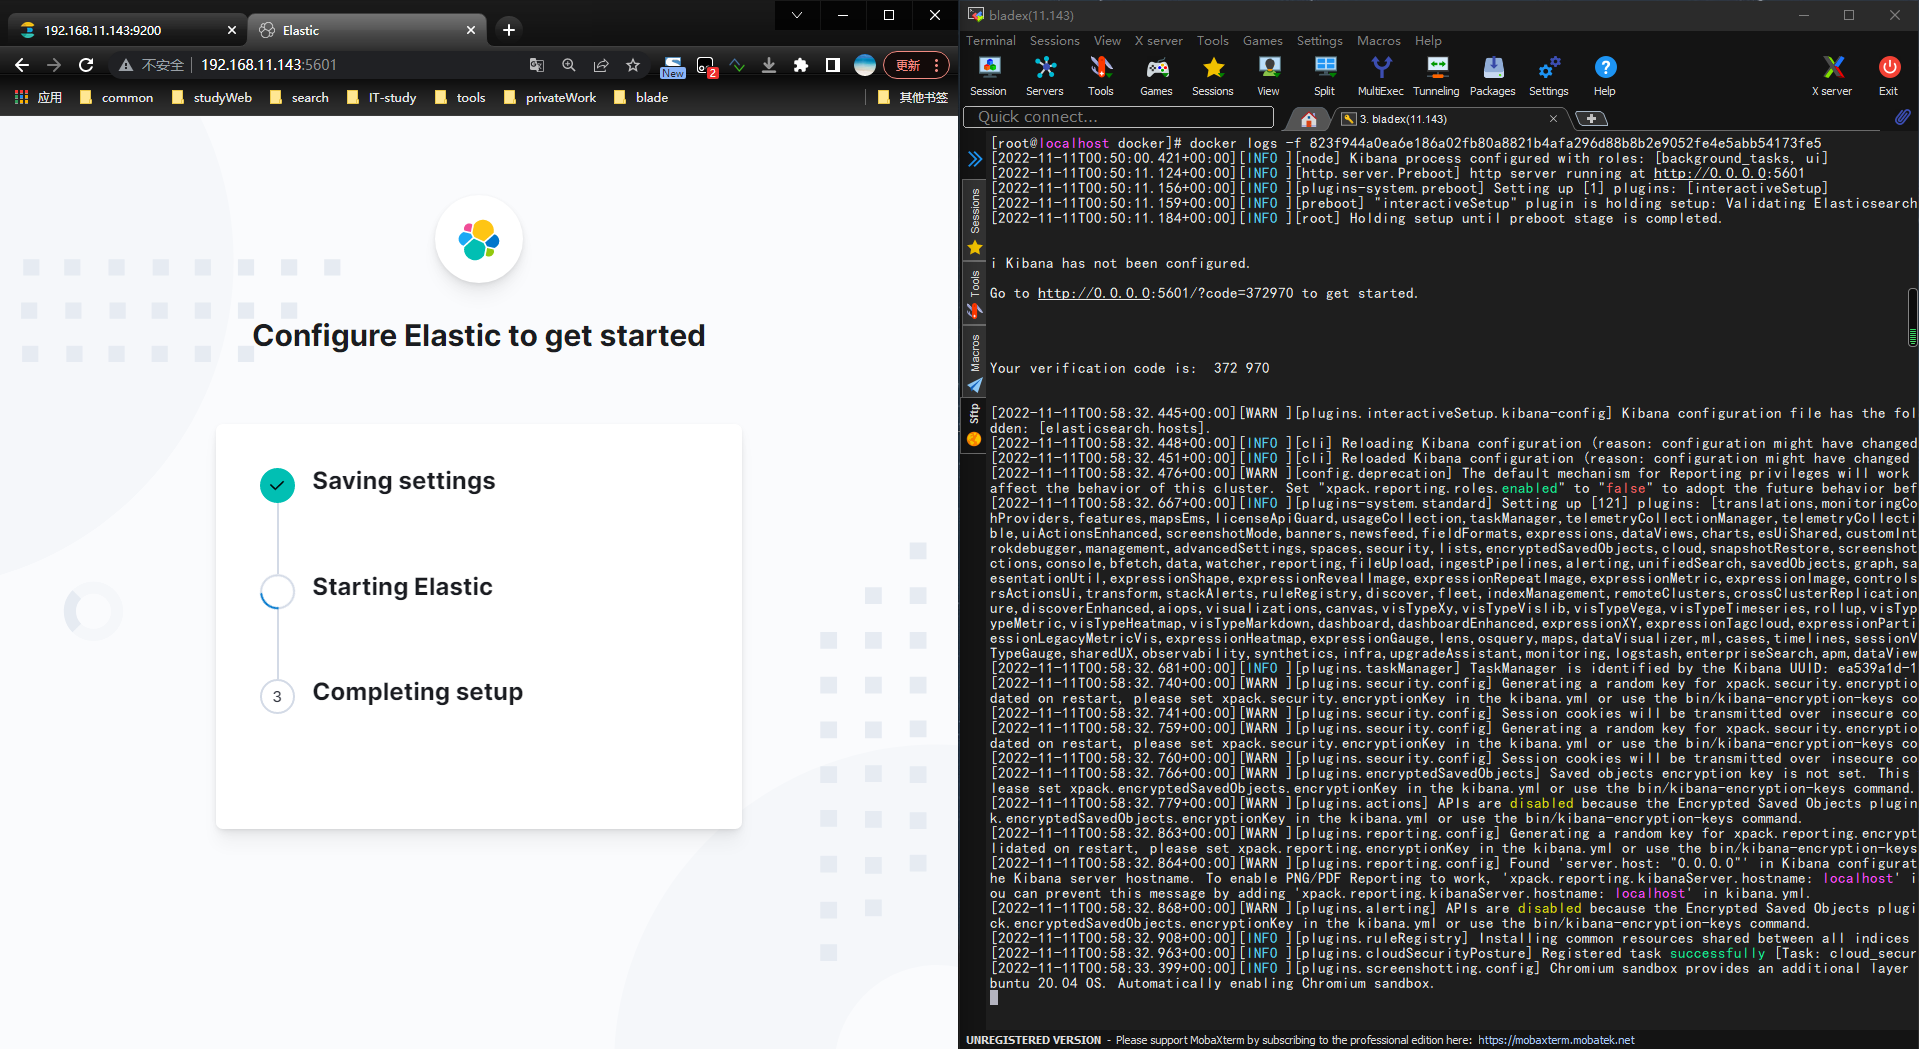 192.168.11.143:9200
Elastic
不安全
192.168.11.143:5601
New
2
更新
应用
common
studyWeb
search
IT-study
tools
privateWork
blade
其他书签
Configure Elastic to get started
Saving settings
Starting Elastic
3
Completing setup
bladex(11.143)
Terminal Sessions View X server Tools Games Settings Macros Help
Session Servers Tools Games Sessions View Split MultiExec Tunneling Packages Settings Help X server Exit
Quick connect...
3. bladex(11.143)
Sessions
Tools
Macros
Sftp
[root@localhost docker]# docker logs -f 823f944a0ea6e186a02fb80a8821b4afa296d88b8b2e9052fe4e5abb54173fe5
[2022-11-11T00:50:00.421+00:00][INFO ][node] Kibana process configured with roles: [background_tasks, ui]
[2022-11-11T00:50:11.124+00:00][INFO ][http.server.Preboot] http server running at http://0.0.0.0:5601
[2022-11-11T00:50:11.156+00:00][INFO ][plugins-system.preboot] Setting up [1] plugins: [interactiveSetup]
[2022-11-11T00:50:11.159+00:00][INFO ][preboot] "interactiveSetup" plugin is holding setup: Validating Elasticsearch
[2022-11-11T00:50:11.184+00:00][INFO ][root] Holding setup until preboot stage is completed.
i Kibana has not been configured.
Go to http://0.0.0.0:5601/?code=372970 to get started.
Your verification code is:  372 970
[2022-11-11T00:58:32.445+00:00][WARN ][plugins.interactiveSetup.kibana-config] Kibana configuration file has the fol
dden: [elasticsearch.hosts].
[2022-11-11T00:58:32.448+00:00][INFO ][cli] Reloading Kibana configuration (reason: configuration might have changed
[2022-11-11T00:58:32.451+00:00][INFO ][cli] Reloaded Kibana configuration (reason: configuration might have changed
[2022-11-11T00:58:32.476+00:00][WARN ][config.deprecation] The default mechanism for Reporting privileges will work
affect the behavior of this cluster. Set "xpack.reporting.roles.enabled" to "false" to adopt the future behavior bef
[2022-11-11T00:58:32.667+00:00][INFO ][plugins-system.standard] Setting up [121] plugins: [translations,monitoringCo
hProviders,features,mapsEms,licenseApiGuard,usageCollection,taskManager,telemetryCollectionManager,telemetryCollecti
ble,uiActionsEnhanced,screenshotMode,banners,newsfeed,fieldFormats,expressions,dataViews,charts,esUiShared,customInt
rokdebugger,management,advancedSettings,spaces,security,lists,encryptedSavedObjects,cloud,snapshotRestore,screenshot
ctions,console,bfetch,data,watcher,reporting,fileUpload,ingestPipelines,alerting,unifiedSearch,savedObjects,graph,sa
esentationUtil,expressionShape,expressionRevealImage,expressionRepeatImage,expressionMetric,expressionImage,controls
rsActionsUi,transform,stackAlerts,ruleRegistry,discover,fleet,indexManagement,remoteClusters,crossClusterReplication
ure,discoverEnhanced,aiops,visualizations,canvas,visTypeXy,visTypeVislib,visTypeVega,visTypeTimeseries,rollup,visTyp
ypeMetric,visTypeHeatmap,visTypeMarkdown,dashboard,dashboardEnhanced,expressionXY,expressionTagcloud,expressionParti
essionLegacyMetricVis,expressionHeatmap,expressionGauge,lens,osquery,maps,dataVisualizer,ml,cases,timelines,sessionV
TypeGauge,sharedUX,observability,synthetics,infra,upgradeAssistant,monitoring,logstash,enterpriseSearch,apm,dataView
[2022-11-11T00:58:32.681+00:00][INFO ][plugins.taskManager] TaskManager is identified by the Kibana UUID: ea539a1d-1
[2022-11-11T00:58:32.740+00:00][WARN ][plugins.security.config] Generating a random key for xpack.security.encryptio
dated on restart, please set xpack.security.encryptionKey in the kibana.yml or use the bin/kibana-encryption-keys co
[2022-11-11T00:58:32.741+00:00][WARN ][plugins.security.config] Session cookies will be transmitted over insecure co
[2022-11-11T00:58:32.759+00:00][WARN ][plugins.security.config] Generating a random key for xpack.security.encryptio
dated on restart, please set xpack.security.encryptionKey in the kibana.yml or use the bin/kibana-encryption-keys co
[2022-11-11T00:58:32.760+00:00][WARN ][plugins.security.config] Session cookies will be transmitted over insecure co
[2022-11-11T00:58:32.766+00:00][WARN ][plugins.encryptedSavedObjects] Saved objects encryption key is not set. This
lease set xpack.encryptedSavedObjects.encryptionKey in the kibana.yml or use the bin/kibana-encryption-keys command.
[2022-11-11T00:58:32.779+00:00][WARN ][plugins.actions] APIs are disabled because the Encrypted Saved Objects plugin
k.encryptedSavedObjects.encryptionKey in the kibana.yml or use the bin/kibana-encryption-keys command.
[2022-11-11T00:58:32.863+00:00][WARN ][plugins.reporting.config] Generating a random key for xpack.reporting.encrypt
lidated on restart, please set xpack.reporting.encryptionKey in the kibana.yml or use the bin/kibana-encryption-keys
[2022-11-11T00:58:32.864+00:00][WARN ][plugins.reporting.config] Found 'server.host: "0.0.0.0"' in Kibana configurat
he Kibana server hostname. To enable PNG/PDF Reporting to work, 'xpack.reporting.kibanaServer.hostname: localhost' i
ou can prevent this message by adding 'xpack.reporting.kibanaServer.hostname: localhost' in kibana.yml.
[2022-11-11T00:58:32.868+00:00][WARN ][plugins.alerting] APIs are disabled because the Encrypted Saved Objects plugi
ck.encryptedSavedObjects.encryptionKey in the kibana.yml or use the bin/kibana-encryption-keys command.
[2022-11-11T00:58:32.908+00:00][INFO ][plugins.ruleRegistry] Installing common resources shared between all indices
[2022-11-11T00:58:32.963+00:00][INFO ][plugins.cloudSecurityPosture] Registered task successfully [Task: cloud_secur
[2022-11-11T00:58:33.399+00:00][INFO ][plugins.screenshotting.config] Chromium sandbox provides an additional layer
buntu 20.04 OS. Automatically enabling Chromium sandbox.
UNREGISTERED VERSION - Please support MobaXterm by subscribing to the professional edition here: https://mobaxterm.mobatek.net